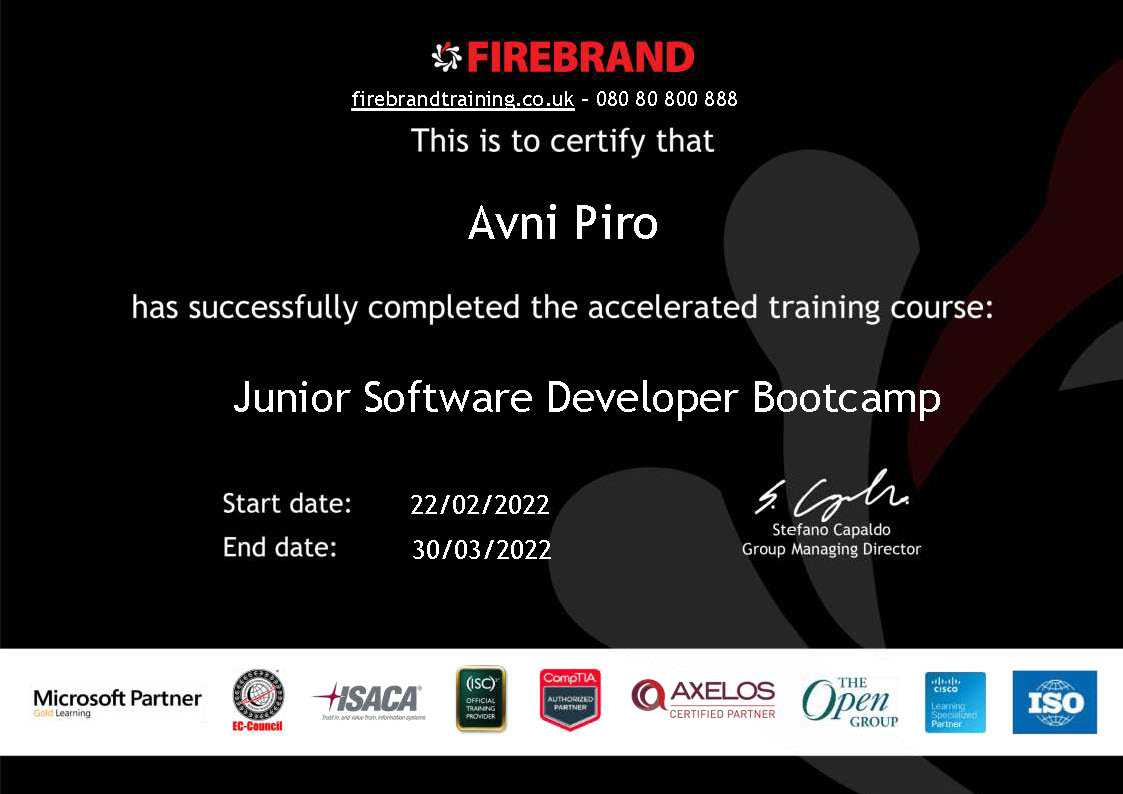 FIREBRAND
firebrandtraining.co.uk - 080 80 800 888
This is to certify that
Avni Piro
has successfully completed the accelerated training course:
Junior Software Developer Bootcamp
Start date: 22/02/2022
End date: 30/03/2022
S. Capaldo
Stefano Capaldo
Group Managing Director
Microsoft Partner
Gold Learning
EC-Council
ISACA®
Trust in, and value from, information systems
(ISC)²
OFFICIAL
TRAINING
PROVIDER
CompTIA
AUTHORIZED
PARTNER
AXELOS
CERTIFIED PARTNER
THE
Open
GROUP
CISCO
Learning
Specialized
Partner
ISO